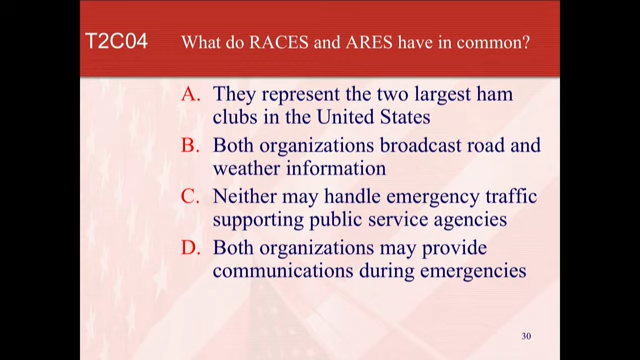 T2C04 What do RACES and ARES have in common?
A. They represent the two largest ham
clubs in the United States
B. Both organizations broadcast road and
weather information
C. Neither may handle emergency traffic
supporting public service agencies
D. Both organizations may provide
communications during emergencies
30